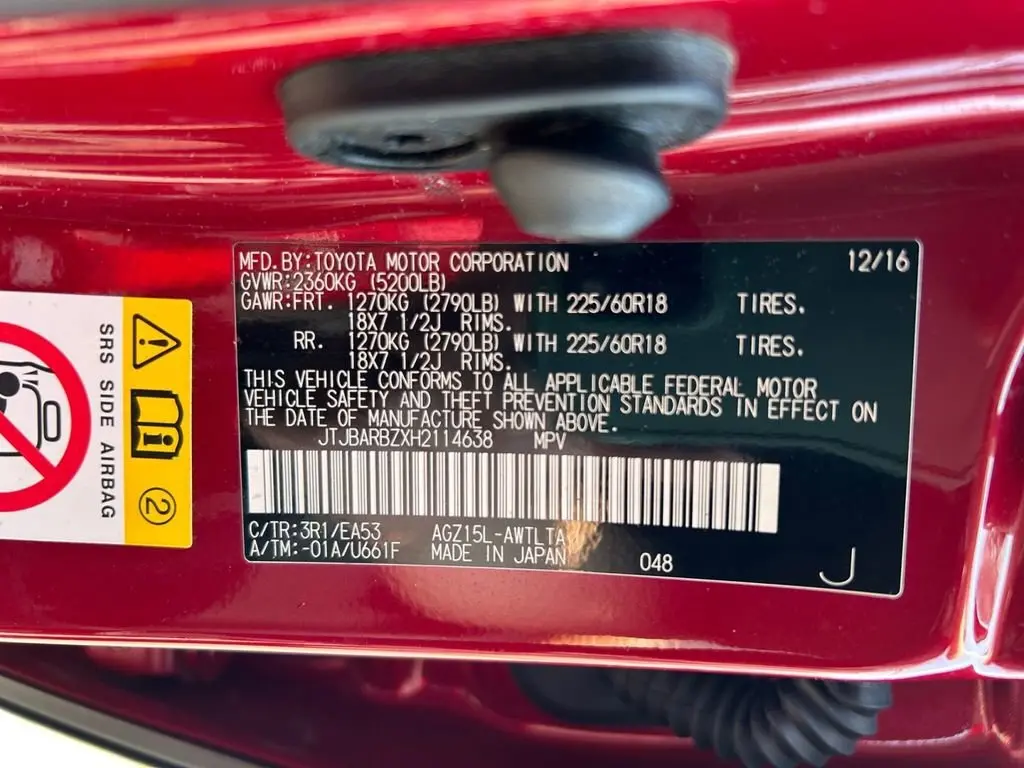 MFD. BY:TOYOTA MOTOR CORPORATION 12/16
GVWR:2360KG (5200LB)
GAWR:FRT. 1270KG (2790LB) WITH 225/60R18 TIRES.
18X7 1/2J RIMS.
RR. 1270KG (2790LB) WITH 225/60R18 TIRES.
18X7 1/2J RIMS.
THIS VEHICLE CONFORMS TO ALL APPLICABLE FEDERAL MOTOR
VEHICLE SAFETY AND THEFT PREVENTION STANDARDS IN EFFECT ON
THE DATE OF MANUFACTURE SHOWN ABOVE.
JTJBARBZXH2114638 MPV
C/TR:3R1/EA53 AGZ15L-AWTLTA
A/TM:-01A/U661F MADE IN JAPAN 048 J
SRS SIDE AIRBAG
2